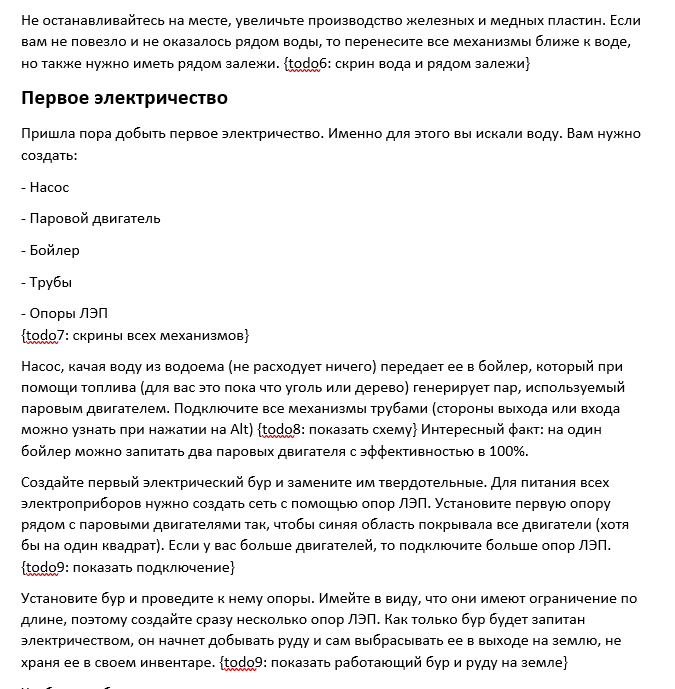 Не останавливайтесь на месте, увеличьте производство железных и медных пластин. Если
вам не повезло и не оказалось рядом воды, то перенесите все механизмы ближе к воде,
но также нужно иметь рядом залежи. {todo6: скрин вода и рядом залежи}
Первое электричество
Пришла пора добыть первое электричество. Именно для этого вы искали воду. Вам нужно
создать:
- Насос
- Паровой двигатель
- Бойлер
- Трубы
- Опоры ЛЭП
{todo7: скрины всех механизмов}
Насос, качая воду из водоема (не расходует ничего) передает ее в бойлер, который при
помощи топлива (для вас это пока что уголь или дерево) генерирует пар, используемый
паровым двигателем. Подключите все механизмы трубами (стороны выхода или входа
можно узнать при нажатии на Alt) {todo8: показать схему} Интересный факт: на один
бойлер можно запитать два паровых двигателя с эффективностью в 100%.
Создайте первый электрический бур и замените им твердотельные. Для питания всех
электроприборов нужно создать сеть с помощью опор ЛЭП. Установите первую опору
рядом с паровыми двигателями так, чтобы синяя область покрывала все двигатели (хотя
бы на один квадрат). Если у вас больше двигателей, то подключите больше опор ЛЭП.
{todo9: показать подключение}
Установите бур и проведите к нему опоры. Имейте в виду, что они имеют ограничение по
длине, поэтому создайте сразу несколько опор ЛЭП. Как только бур будет запитан
электричеством, он начнет добывать руду и сам выбрасывать ее в выходе на землю, не
храня ее в своем инвентаре. {todo9: показать работающий бур и руду на земле}